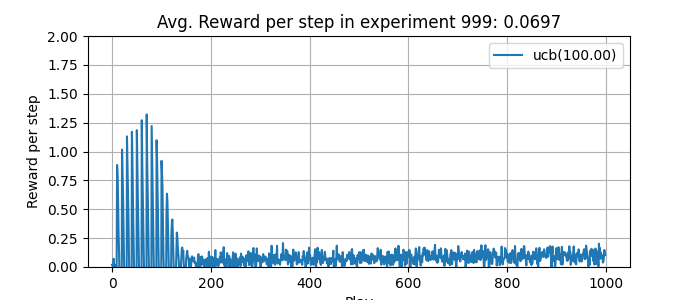 Avg. Reward per step in experiment 999: 0.0697
ucb(100.00)
Reward per step
2.00
1.75
1.50
1.25
1.00
0.75
0.50
0.25
0.00
0 200 400 600 800 1000
Play